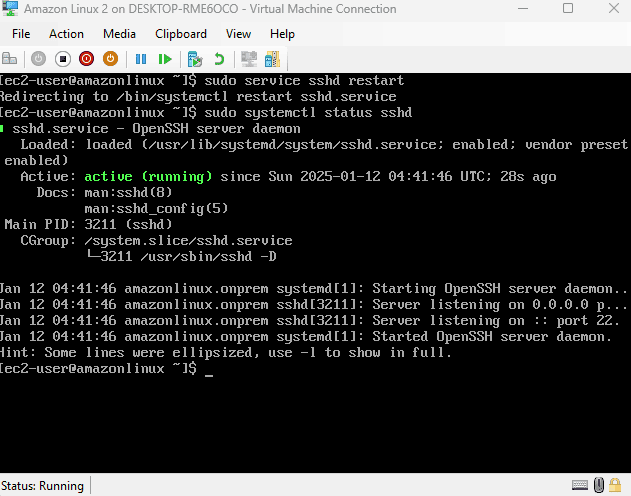 Amazon Linux 2 on DESKTOP-RME6OCO - Virtual Machine Connection
File Action Media Clipboard View Help
[ec2-user@amazonlinux ~]$ sudo service sshd restart
Redirecting to /bin/systemctl restart sshd.service
[ec2-user@amazonlinux ~]$ sudo systemctl status sshd
sshd.service - OpenSSH server daemon
Loaded: loaded (/usr/lib/systemd/system/sshd.service; enabled; vendor preset
enabled)
Active: active (running) since Sun 2025-01-12 04:41:46 UTC; 28s ago
Docs: man:sshd(8)
man:sshd_config(5)
Main PID: 3211 (sshd)
CGroup: /system.slice/sshd.service
└─3211 /usr/sbin/sshd -D
Jan 12 04:41:46 amazonlinux.onprem systemd[1]: Starting OpenSSH server daemon..
Jan 12 04:41:46 amazonlinux.onprem sshd[3211]: Server listening on 0.0.0.0 p...
Jan 12 04:41:46 amazonlinux.onprem sshd[3211]: Server listening on :: port 22.
Jan 12 04:41:46 amazonlinux.onprem systemd[1]: Started OpenSSH server daemon.
Hint: Some lines were ellipsized, use -l to show in full.
[ec2-user@amazonlinux ~]$ _
Status: Running